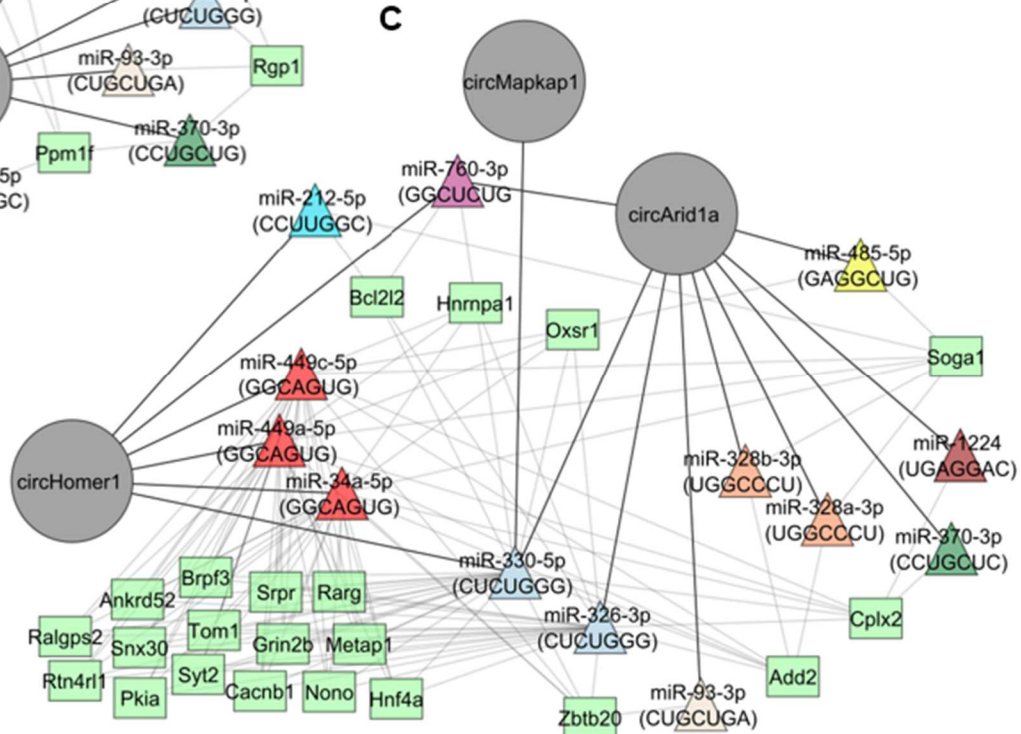 C
(CUCUGGG)
miR-93-3p
(CUGCUGA)
Rgp1
miR-370-3p
(CCUGCUG)
Ppm1f
5p
GC)
circMapkap1
miR-760-3p
(GGCUCUG
miR-212-5p
(CCUUGGC)
circArid1a
miR-485-5p
(GAGGCUG)
Bcl2l2
Hnrnpa1
Oxsr1
Soga1
miR-449c-5p
(GGCAGUG)
miR-449a-5p
(GGCAGUG)
miR-34a-5p
(GGCAGUG)
circHomer1
miR-328b-3p
(UGGCCCU)
miR-1224
(UGAGGAC)
miR-328a-3p
(UGGCCCU)
miR-370-3p
(CCUGCUC)
miR-330-5p
(CUCUGGG)
miR-326-3p
(CUCUGGG)
Brpf3
Ankrd52
Srpr
Rarg
Ralgps2
Snx30
Tom1
Grin2b
Metap1
Rtn4rl1
Syt2
Pkia
Cacnb1
Nono
Hnf4a
Cplx2
Add2
Zbtb20
miR-93-3p
(CUGCUGA)